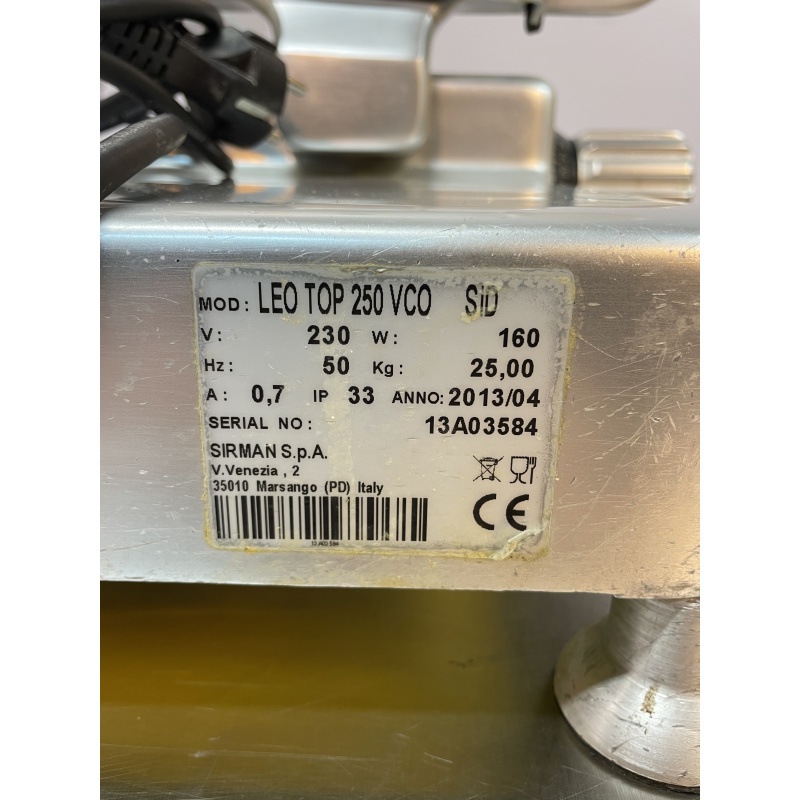 MOD: LEO TOP 250 VCO SID
V: 230 W: 160
Hz: 50 Kg: 25,00
A: 0,7 IP 33 ANNO: 2013/04
SERIAL NO: 13A03584
SIRMAN S.p.A.
V.Venezia , 2
35010 Marsango (PD) Italy
CE
13A03584